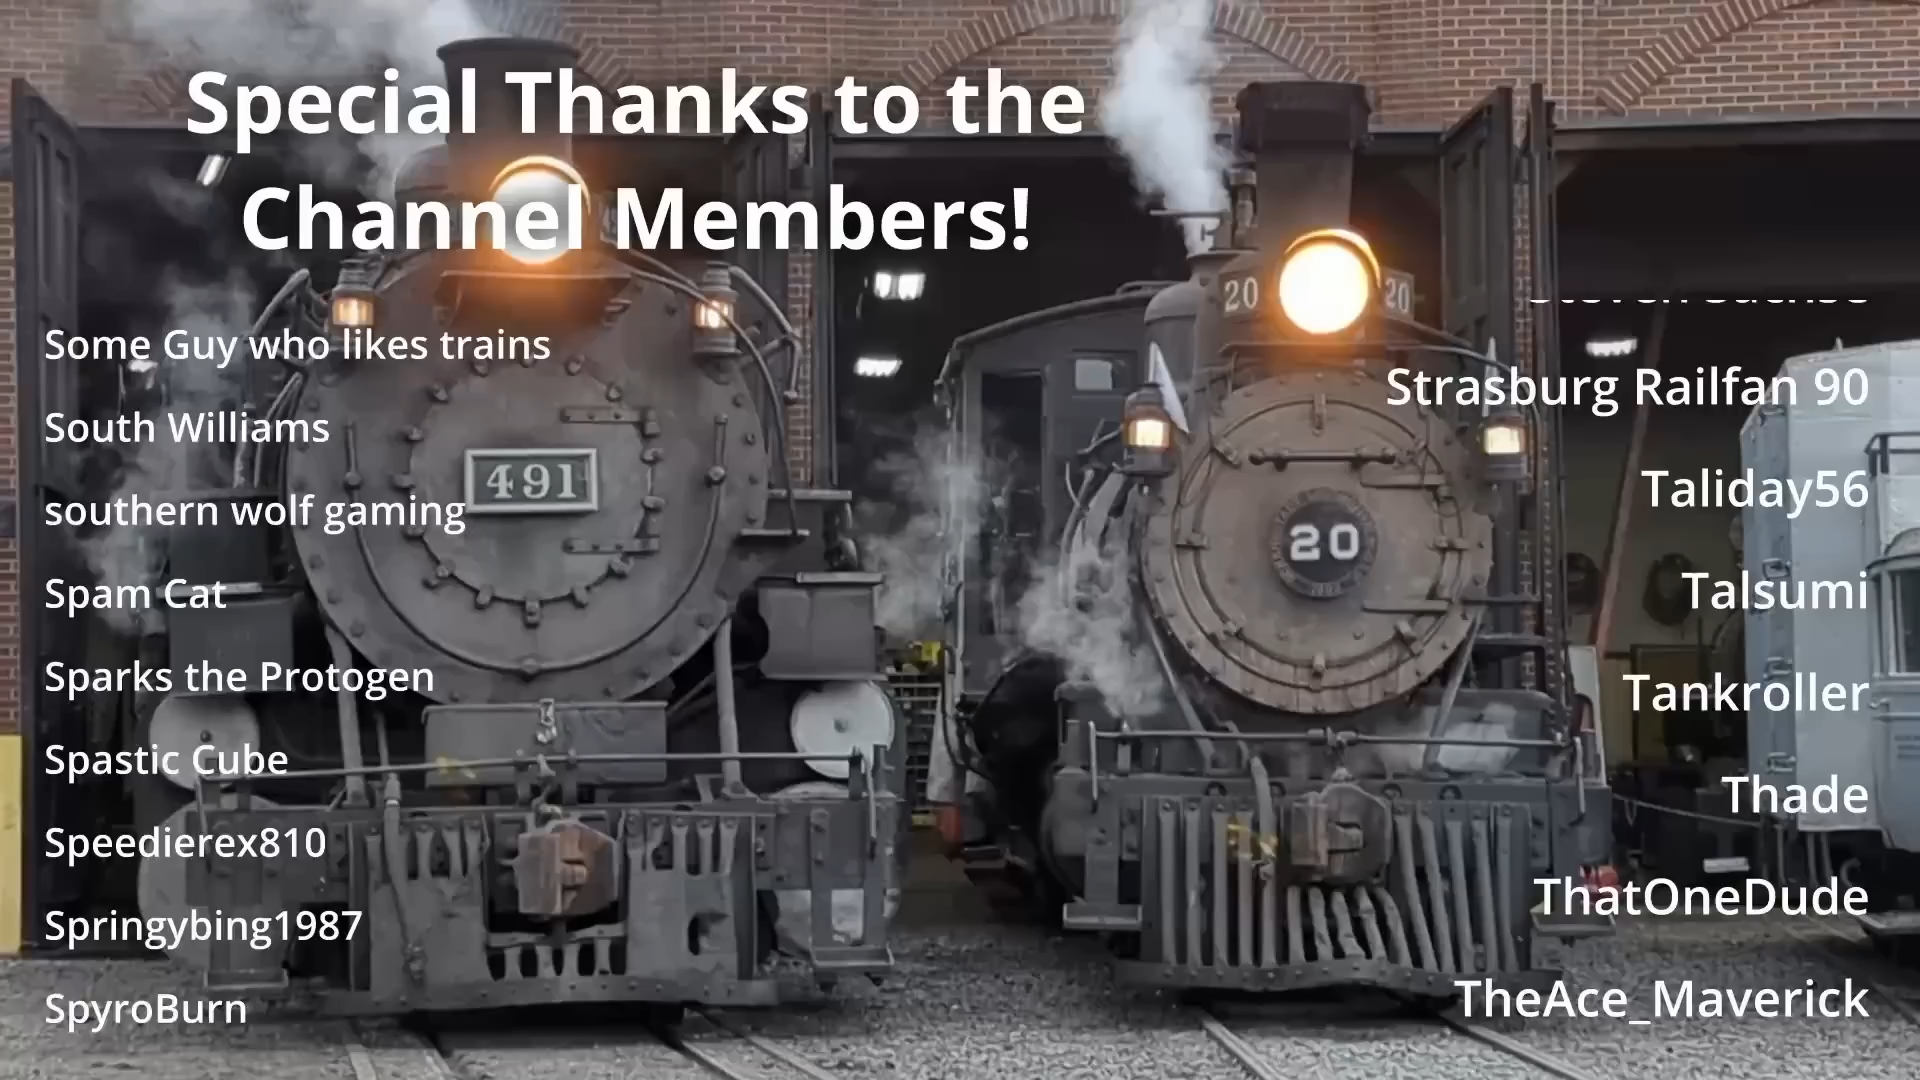 Special Thanks to the
Channel Members!
Some Guy who likes trains
South Williams
southern wolf gaming
Spam Cat
Sparks the Protogen
Spastic Cube
Speedierex810
Springybing1987
SpyroBurn
Strasburg Railfan 90
Taliday56
Talsumi
Tankroller
Thade
ThatOneDude
TheAce_Maverick
491
20
20
20